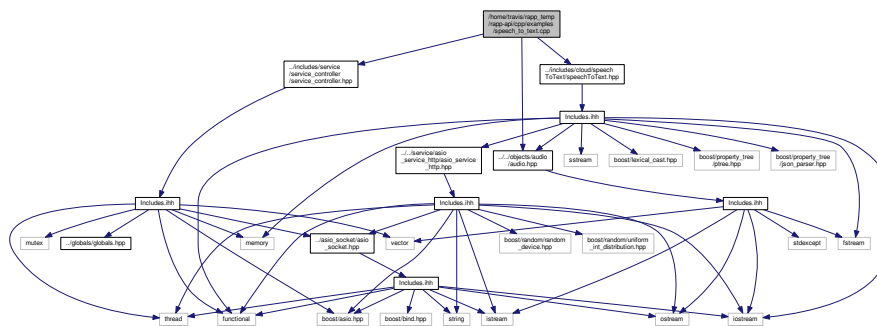 /home/travis/rapp_temp
/rapp-api/cpp/examples
/speech_to_text.cpp
../includes/service
/service_controller
/service_controller.hpp
../includes/cloud/speech
ToText/speechToText.hpp
Includes.ihh
../../service/asio
_service_http/asio_service
_http.hpp
../../objects/audio
/audio.hpp
sstream
boost/lexical_cast.hpp
boost/property_tree
/ptree.hpp
boost/property_tree
/json_parser.hpp
Includes.ihh
Includes.ihh
Includes.ihh
mutex
../globals/globals.hpp
memory
../asio_socket/asio
_socket.hpp
vector
boost/random/random
_device.hpp
boost/random/uniform
_int_distribution.hpp
stdexcept
fstream
Includes.ihh
thread
functional
boost/asio.hpp
boost/bind.hpp
string
istream
ostream
iostream